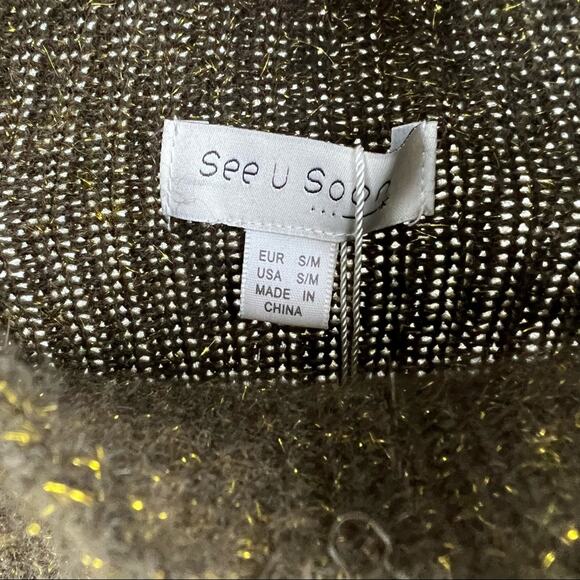 See U Soon
...
EUR S/M
USA S/M
MADE IN
CHINA